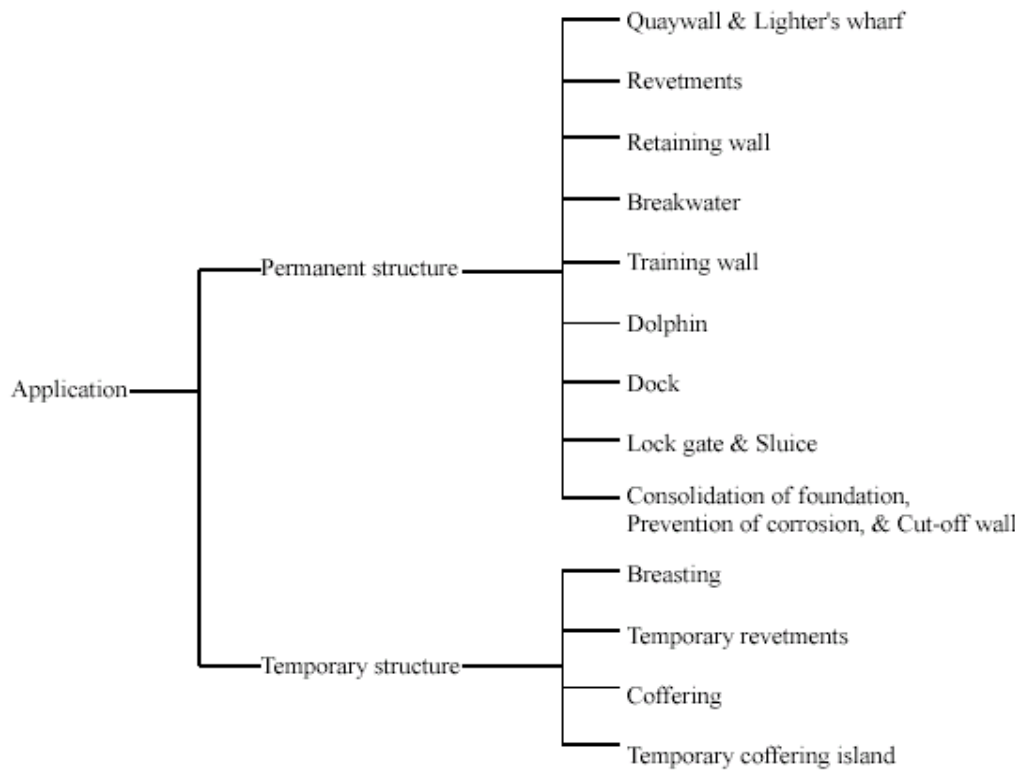 Quaywall & Lighter's wharf
Revetments
Retaining wall
Breakwater
Training wall
Permanent structure
Dolphin
Dock
Application
Lock gate & Sluice
Consolidation of foundation,
Prevention of corrosion, & Cut-off wall
Breasting
Temporary revetments
Temporary structure
Coffering
Temporary coffering island